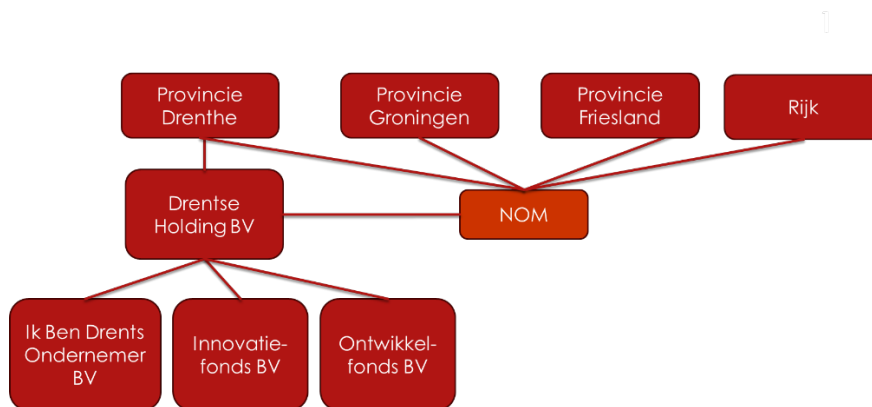 1
Provincie
Drenthe
Provincie
Groningen
Provincie
Friesland
Rijk
Drentse
Holding BV
NOM
Ik Ben Drents
Ondernemer
BV
Innovatie-
fonds BV
Ontwikkel-
fonds BV